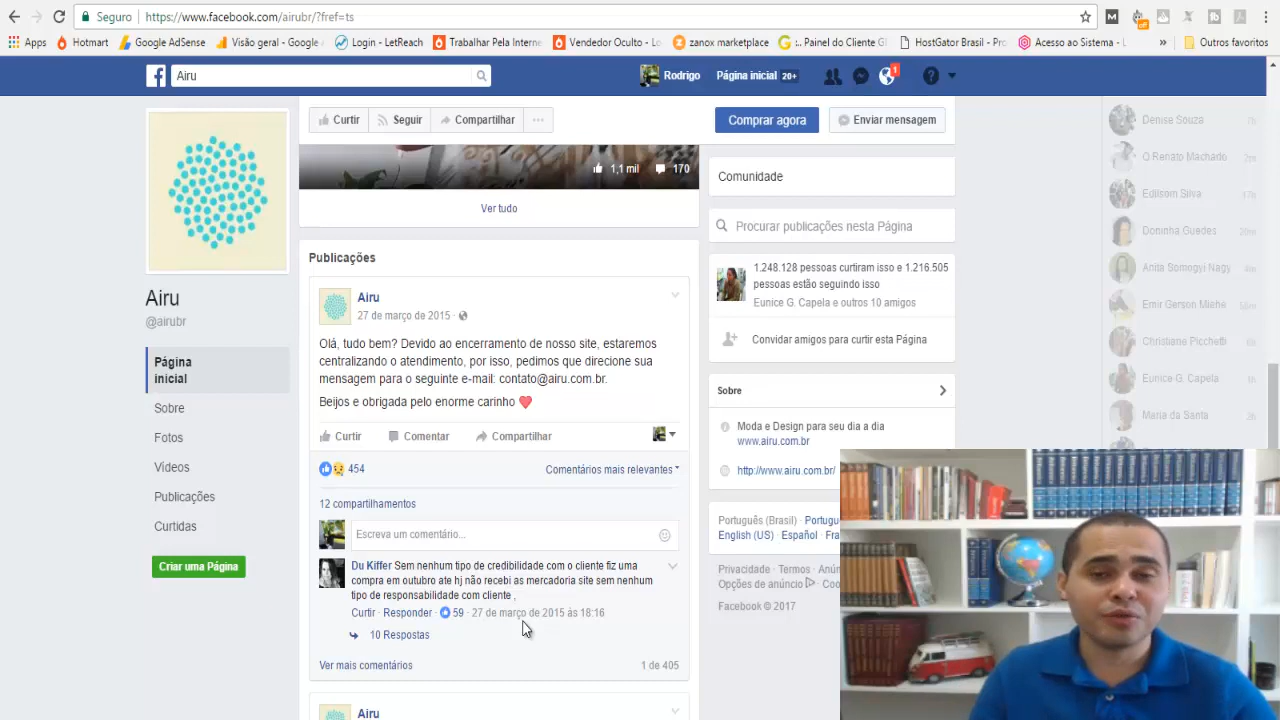 Seguro
https://www.facebook.com/airubr/?fref=ts
Apps
Hotmart
Google AdSense
Visão geral - Google
Login - LetReach
Trabalhar Pela Intern
Vendedor Oculto - Lo
zanox marketplace
:. Painel do Cliente G
HostGator Brasil - Pro
Acesso ao Sistema - L
Outros favoritos
Airu
Rodrigo
Página inicial 20+
1
Curtir
Seguir
Compartilhar
Comprar agora
Enviar mensagem
1,1 mil
170
Ver tudo
Airu
@airubr
Página
inicial
Sobre
Fotos
Vídeos
Publicações
Curtidas
Criar uma Página
Publicações
Airu
27 de março de 2015
Olá, tudo bem? Devido ao encerramento de nosso site, estaremos
centralizando o atendimento, por isso, pedimos que direcione sua
mensagem para o seguinte e-mail: contato@airu.com.br.
Beijos e obrigada pelo enorme carinho ❤
Curtir
Comentar
Compartilhar
454
Comentários mais relevantes
12 compartilhamentos
Escreva um comentário...
Du Kiffer Sem nenhum tipo de credibilidade com o cliente fiz uma
compra em outubro ate hj não recebi as mercadoria site sem nenhum
tipo de responsabilidade com cliente ,
Curtir · Responder · 59 · 27 de março de 2015 às 18:16
10 Respostas
Ver mais comentários
1 de 405
Airu
Comunidade
Procurar publicações nesta Página
1.248.128 pessoas curtiram isso e 1.216.505
pessoas estão seguindo isso
Eunice G. Capela e outros 10 amigos
Convidar amigos para curtir esta Página
Sobre
Moda e Design para seu dia a dia
www.airu.com.br
http://www.airu.com.br/
Português (Brasil) · Portugu
English (US) · Español · Fra
Privacidade · Termos · Anún
Opções de anúncio · Coo
Facebook © 2017
Denise Souza
O Renato Machado
Edilsom Silva
17h
Doninha Guedes
Anita Somogyi Nagy
Emir Gerson Miehe
Christiane Picchetti
Eunice G. Capela
1h
Maria da Santa
2h